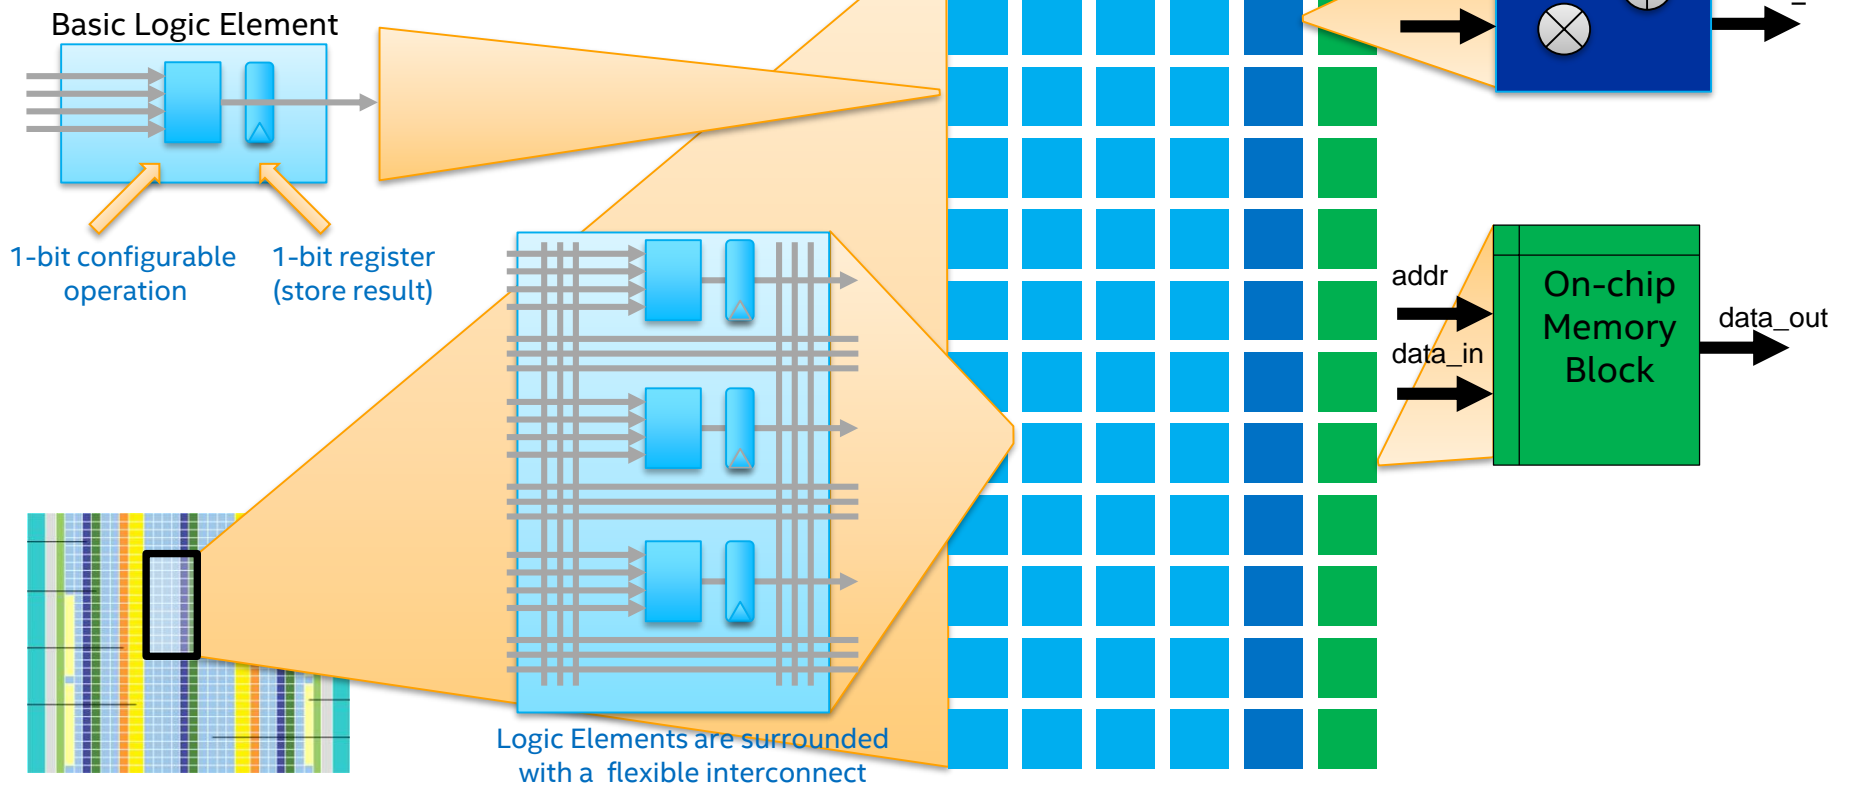 Basic Logic Element
1-bit configurable
operation
1-bit register
(store result)
addr
data_in
On-chip
Memory
Block
data_out
Logic Elements are surrounded
with a  flexible interconnect